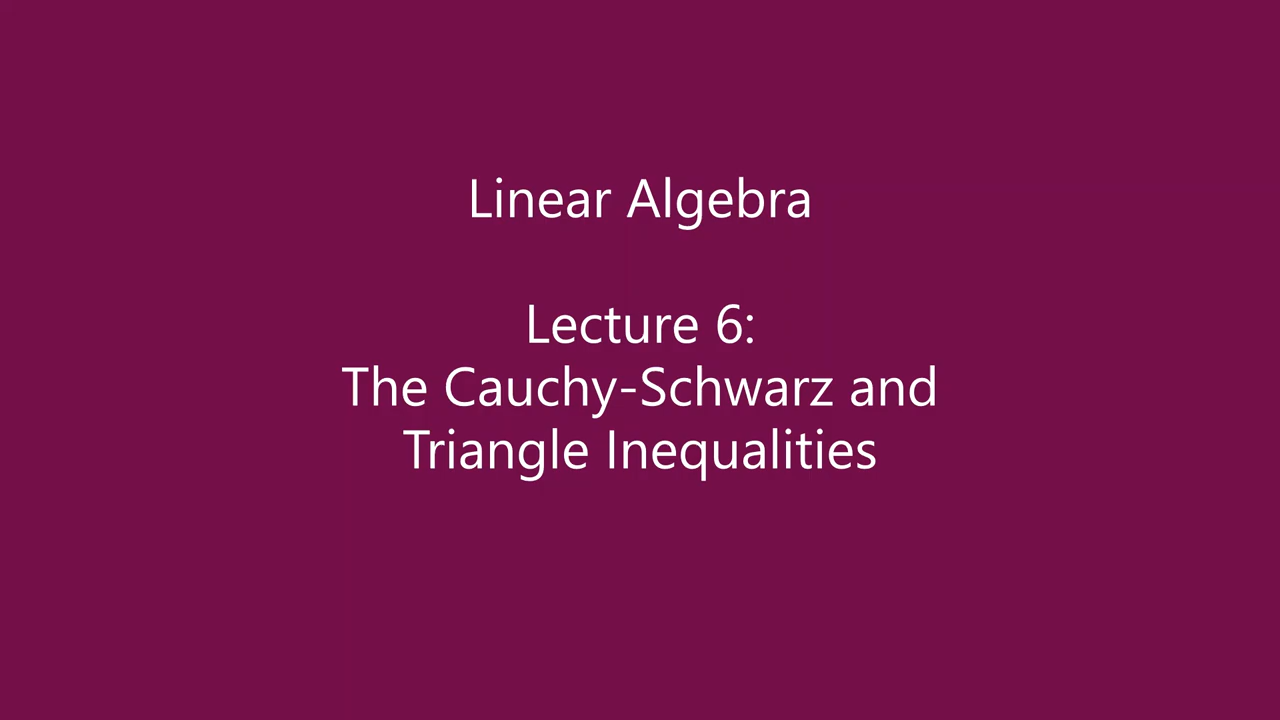 Linear Algebra
Lecture 6:
The Cauchy-Schwarz and
Triangle Inequalities